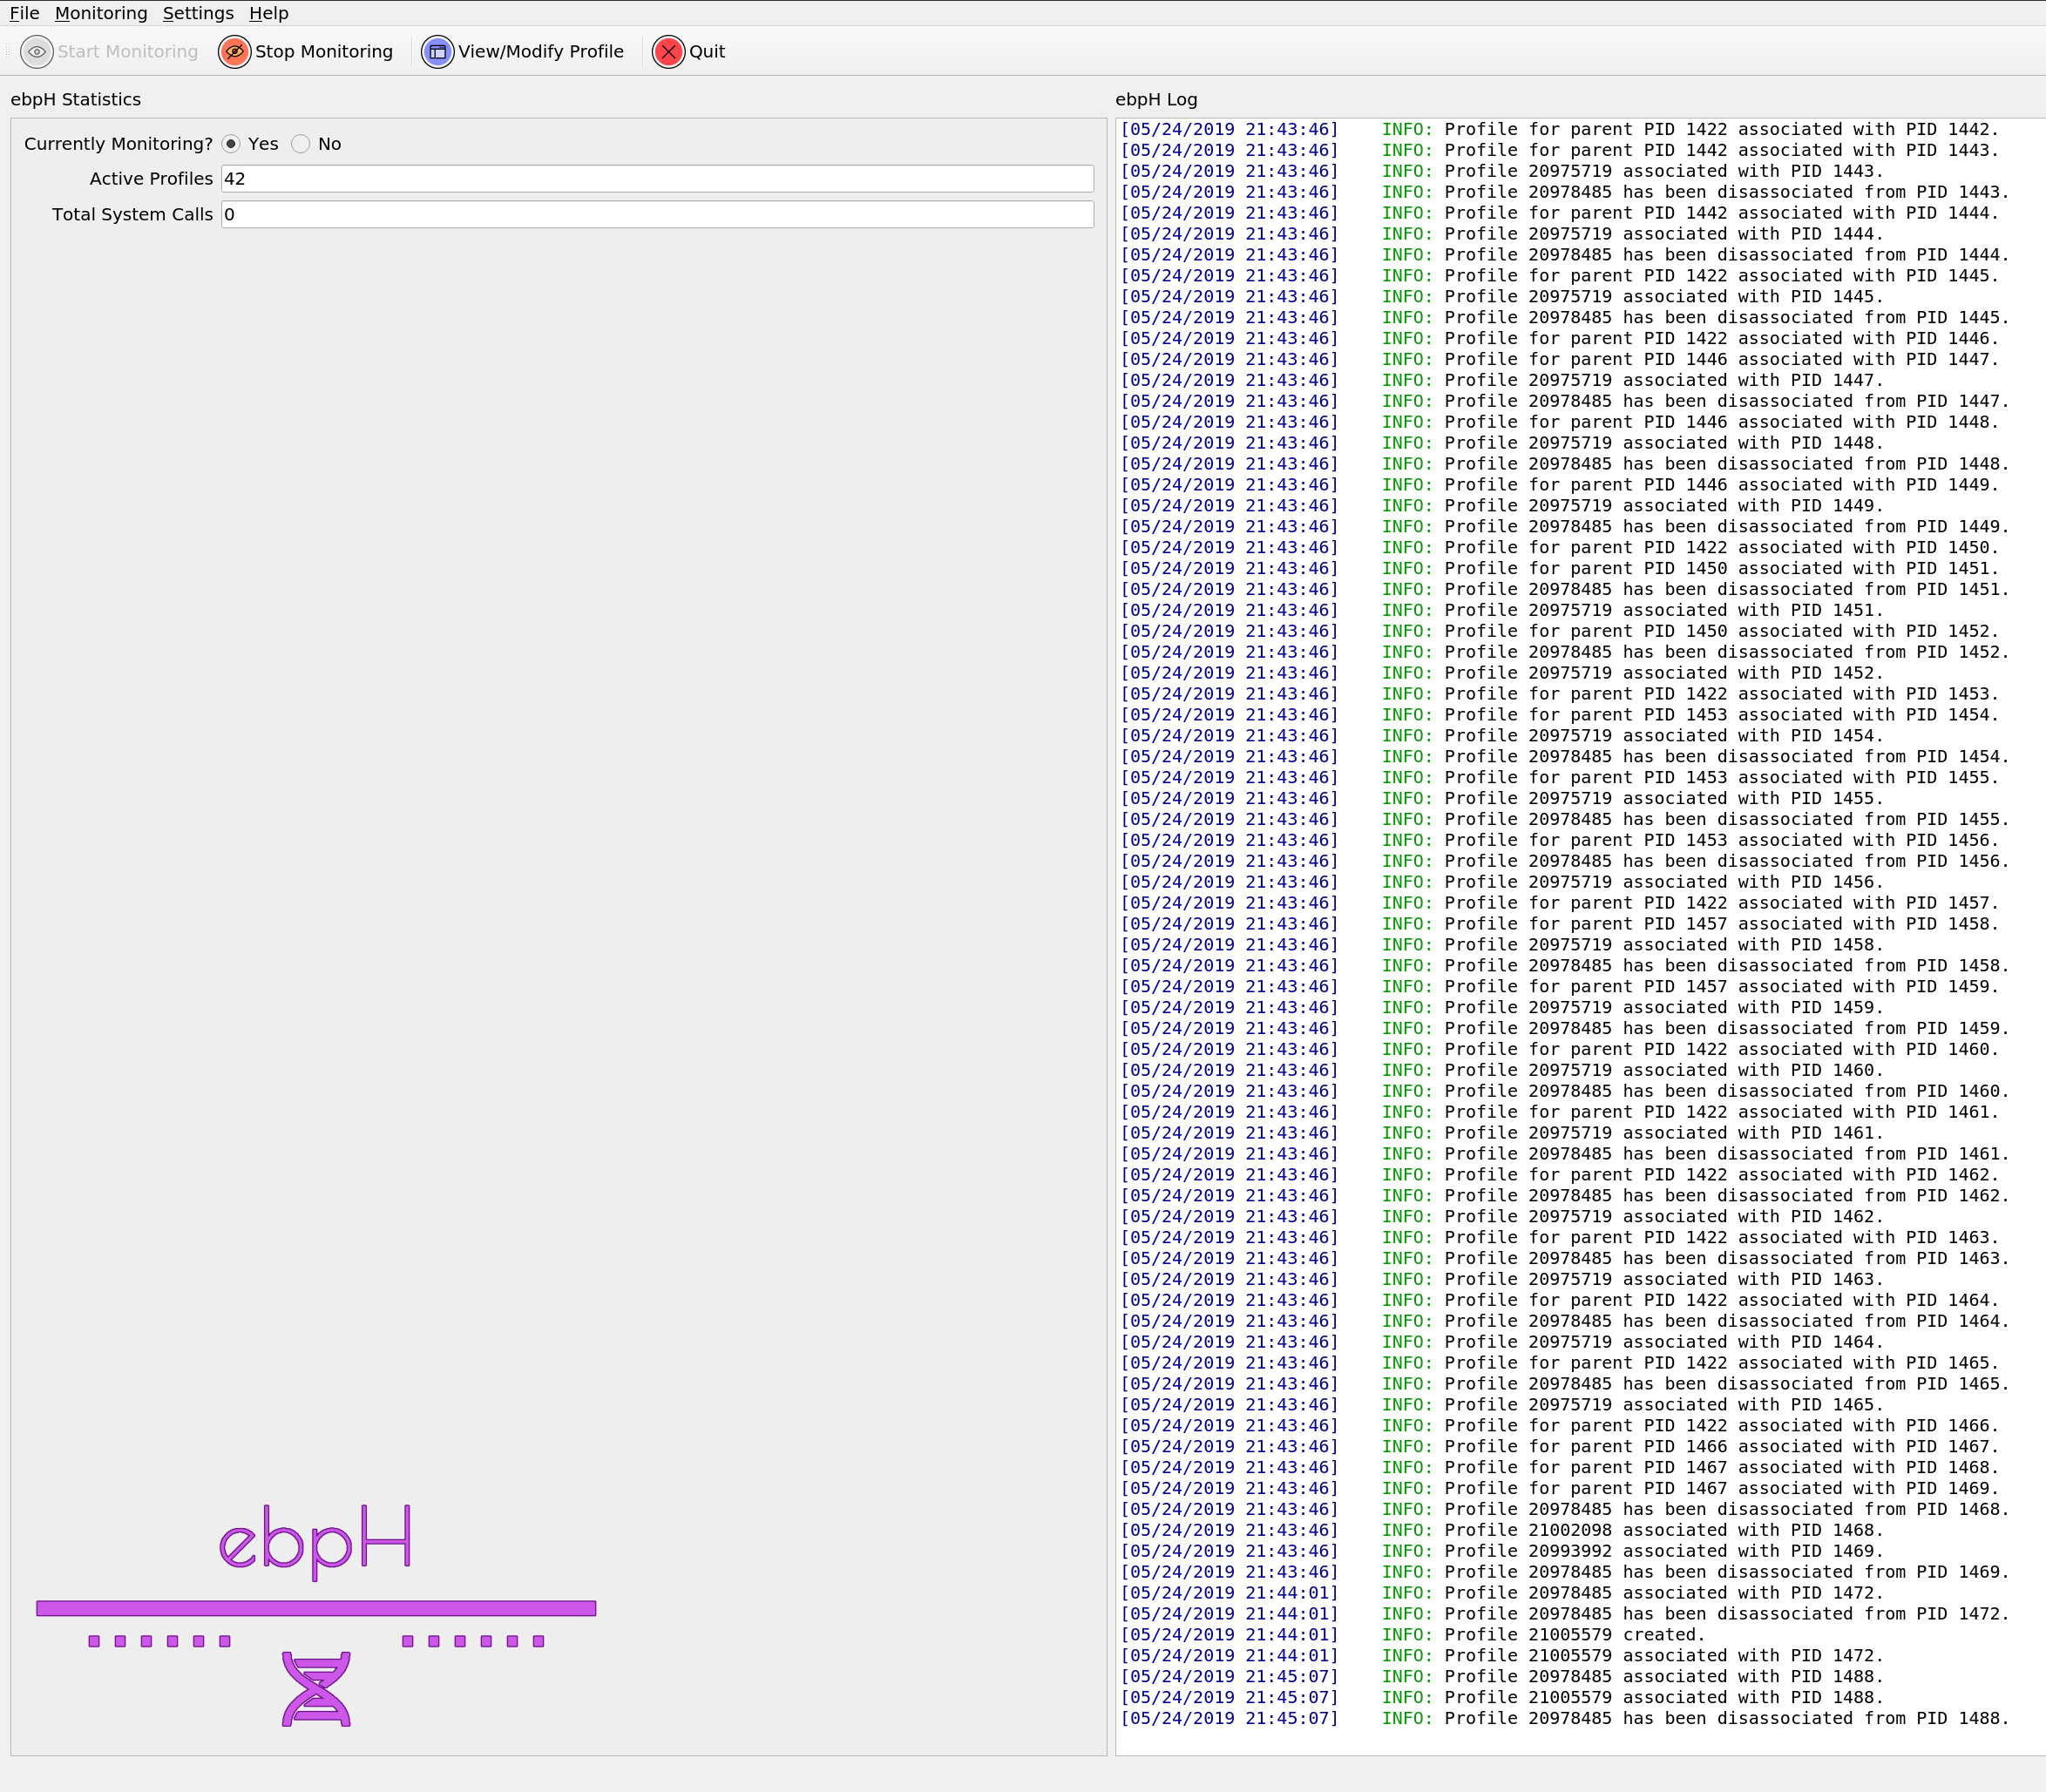 File Monitoring Settings Help
Start Monitoring Stop Monitoring View/Modify Profile Quit
ebpH Statistics
Currently Monitoring? Yes No
Active Profiles 42
Total System Calls 0
ebpH
ebpH Log
[05/24/2019 21:43:46] INFO: Profile for parent PID 1422 associated with PID 1442.
[05/24/2019 21:43:46] INFO: Profile for parent PID 1442 associated with PID 1443.
[05/24/2019 21:43:46] INFO: Profile 20975719 associated with PID 1443.
[05/24/2019 21:43:46] INFO: Profile 20978485 has been disassociated from PID 1443.
[05/24/2019 21:43:46] INFO: Profile for parent PID 1442 associated with PID 1444.
[05/24/2019 21:43:46] INFO: Profile 20975719 associated with PID 1444.
[05/24/2019 21:43:46] INFO: Profile 20978485 has been disassociated from PID 1444.
[05/24/2019 21:43:46] INFO: Profile for parent PID 1422 associated with PID 1445.
[05/24/2019 21:43:46] INFO: Profile 20975719 associated with PID 1445.
[05/24/2019 21:43:46] INFO: Profile 20978485 has been disassociated from PID 1445.
[05/24/2019 21:43:46] INFO: Profile for parent PID 1422 associated with PID 1446.
[05/24/2019 21:43:46] INFO: Profile for parent PID 1446 associated with PID 1447.
[05/24/2019 21:43:46] INFO: Profile 20975719 associated with PID 1447.
[05/24/2019 21:43:46] INFO: Profile 20978485 has been disassociated from PID 1447.
[05/24/2019 21:43:46] INFO: Profile for parent PID 1446 associated with PID 1448.
[05/24/2019 21:43:46] INFO: Profile 20975719 associated with PID 1448.
[05/24/2019 21:43:46] INFO: Profile 20978485 has been disassociated from PID 1448.
[05/24/2019 21:43:46] INFO: Profile for parent PID 1446 associated with PID 1449.
[05/24/2019 21:43:46] INFO: Profile 20975719 associated with PID 1449.
[05/24/2019 21:43:46] INFO: Profile 20978485 has been disassociated from PID 1449.
[05/24/2019 21:43:46] INFO: Profile for parent PID 1422 associated with PID 1450.
[05/24/2019 21:43:46] INFO: Profile for parent PID 1450 associated with PID 1451.
[05/24/2019 21:43:46] INFO: Profile 20978485 has been disassociated from PID 1451.
[05/24/2019 21:43:46] INFO: Profile 20975719 associated with PID 1451.
[05/24/2019 21:43:46] INFO: Profile for parent PID 1450 associated with PID 1452.
[05/24/2019 21:43:46] INFO: Profile 20978485 has been disassociated from PID 1452.
[05/24/2019 21:43:46] INFO: Profile 20975719 associated with PID 1452.
[05/24/2019 21:43:46] INFO: Profile for parent PID 1422 associated with PID 1453.
[05/24/2019 21:43:46] INFO: Profile for parent PID 1453 associated with PID 1454.
[05/24/2019 21:43:46] INFO: Profile 20975719 associated with PID 1454.
[05/24/2019 21:43:46] INFO: Profile 20978485 has been disassociated from PID 1454.
[05/24/2019 21:43:46] INFO: Profile for parent PID 1453 associated with PID 1455.
[05/24/2019 21:43:46] INFO: Profile 20975719 associated with PID 1455.
[05/24/2019 21:43:46] INFO: Profile 20978485 has been disassociated from PID 1455.
[05/24/2019 21:43:46] INFO: Profile for parent PID 1453 associated with PID 1456.
[05/24/2019 21:43:46] INFO: Profile 20978485 has been disassociated from PID 1456.
[05/24/2019 21:43:46] INFO: Profile 20975719 associated with PID 1456.
[05/24/2019 21:43:46] INFO: Profile for parent PID 1422 associated with PID 1457.
[05/24/2019 21:43:46] INFO: Profile for parent PID 1457 associated with PID 1458.
[05/24/2019 21:43:46] INFO: Profile 20975719 associated with PID 1458.
[05/24/2019 21:43:46] INFO: Profile 20978485 has been disassociated from PID 1458.
[05/24/2019 21:43:46] INFO: Profile for parent PID 1457 associated with PID 1459.
[05/24/2019 21:43:46] INFO: Profile 20975719 associated with PID 1459.
[05/24/2019 21:43:46] INFO: Profile 20978485 has been disassociated from PID 1459.
[05/24/2019 21:43:46] INFO: Profile for parent PID 1422 associated with PID 1460.
[05/24/2019 21:43:46] INFO: Profile 20975719 associated with PID 1460.
[05/24/2019 21:43:46] INFO: Profile 20978485 has been disassociated from PID 1460.
[05/24/2019 21:43:46] INFO: Profile for parent PID 1422 associated with PID 1461.
[05/24/2019 21:43:46] INFO: Profile 20975719 associated with PID 1461.
[05/24/2019 21:43:46] INFO: Profile 20978485 has been disassociated from PID 1461.
[05/24/2019 21:43:46] INFO: Profile for parent PID 1422 associated with PID 1462.
[05/24/2019 21:43:46] INFO: Profile 20978485 has been disassociated from PID 1462.
[05/24/2019 21:43:46] INFO: Profile 20975719 associated with PID 1462.
[05/24/2019 21:43:46] INFO: Profile for parent PID 1422 associated with PID 1463.
[05/24/2019 21:43:46] INFO: Profile 20978485 has been disassociated from PID 1463.
[05/24/2019 21:43:46] INFO: Profile 20975719 associated with PID 1463.
[05/24/2019 21:43:46] INFO: Profile for parent PID 1422 associated with PID 1464.
[05/24/2019 21:43:46] INFO: Profile 20978485 has been disassociated from PID 1464.
[05/24/2019 21:43:46] INFO: Profile 20975719 associated with PID 1464.
[05/24/2019 21:43:46] INFO: Profile for parent PID 1422 associated with PID 1465.
[05/24/2019 21:43:46] INFO: Profile 20978485 has been disassociated from PID 1465.
[05/24/2019 21:43:46] INFO: Profile 20975719 associated with PID 1465.
[05/24/2019 21:43:46] INFO: Profile for parent PID 1422 associated with PID 1466.
[05/24/2019 21:43:46] INFO: Profile for parent PID 1466 associated with PID 1467.
[05/24/2019 21:43:46] INFO: Profile for parent PID 1467 associated with PID 1468.
[05/24/2019 21:43:46] INFO: Profile for parent PID 1467 associated with PID 1469.
[05/24/2019 21:43:46] INFO: Profile 20978485 has been disassociated from PID 1468.
[05/24/2019 21:43:46] INFO: Profile 21002098 associated with PID 1468.
[05/24/2019 21:43:46] INFO: Profile 20993992 associated with PID 1469.
[05/24/2019 21:43:46] INFO: Profile 20978485 has been disassociated from PID 1469.
[05/24/2019 21:44:01] INFO: Profile 20978485 associated with PID 1472.
[05/24/2019 21:44:01] INFO: Profile 20978485 has been disassociated from PID 1472.
[05/24/2019 21:44:01] INFO: Profile 21005579 created.
[05/24/2019 21:44:01] INFO: Profile 21005579 associated with PID 1472.
[05/24/2019 21:45:07] INFO: Profile 20978485 associated with PID 1488.
[05/24/2019 21:45:07] INFO: Profile 21005579 associated with PID 1488.
[05/24/2019 21:45:07] INFO: Profile 20978485 has been disassociated from PID 1488.